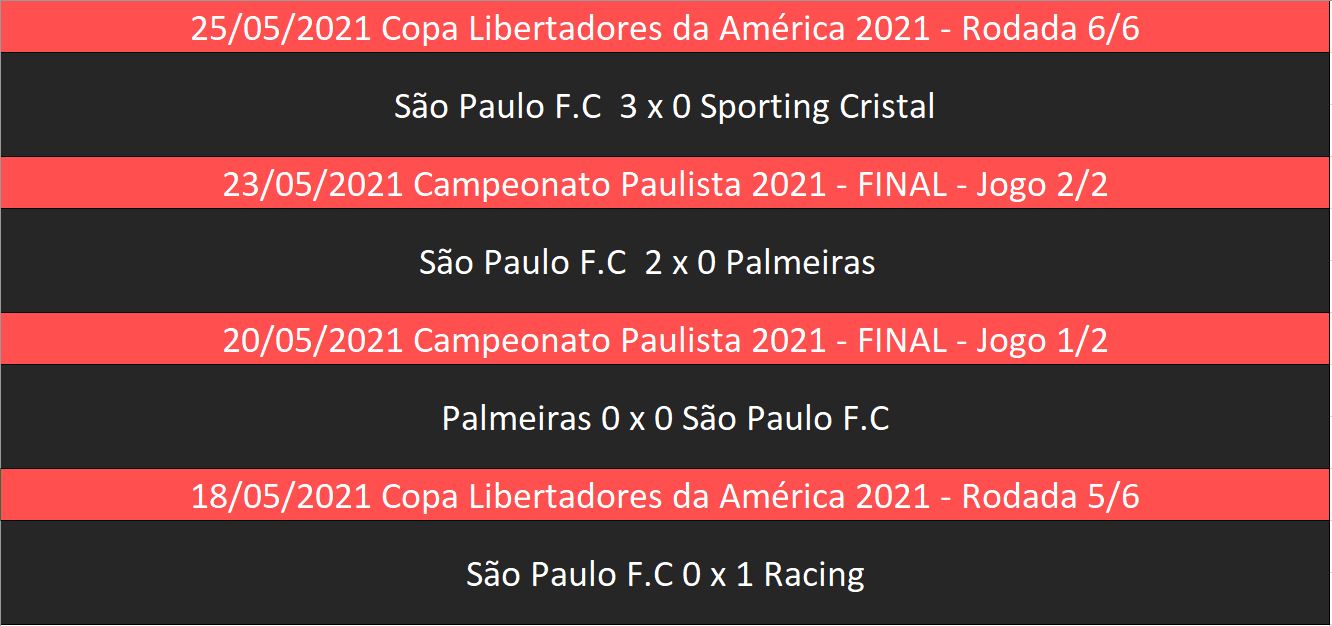 25/05/2021 Copa Libertadores da América 2021 - Rodada 6/6
São Paulo F.C  3 x 0 Sporting Cristal
23/05/2021 Campeonato Paulista 2021 - FINAL - Jogo 2/2
São Paulo F.C  2 x 0 Palmeiras
20/05/2021 Campeonato Paulista 2021 - FINAL - Jogo 1/2
Palmeiras 0 x 0 São Paulo F.C
18/05/2021 Copa Libertadores da América 2021 - Rodada 5/6
São Paulo F.C 0 x 1 Racing